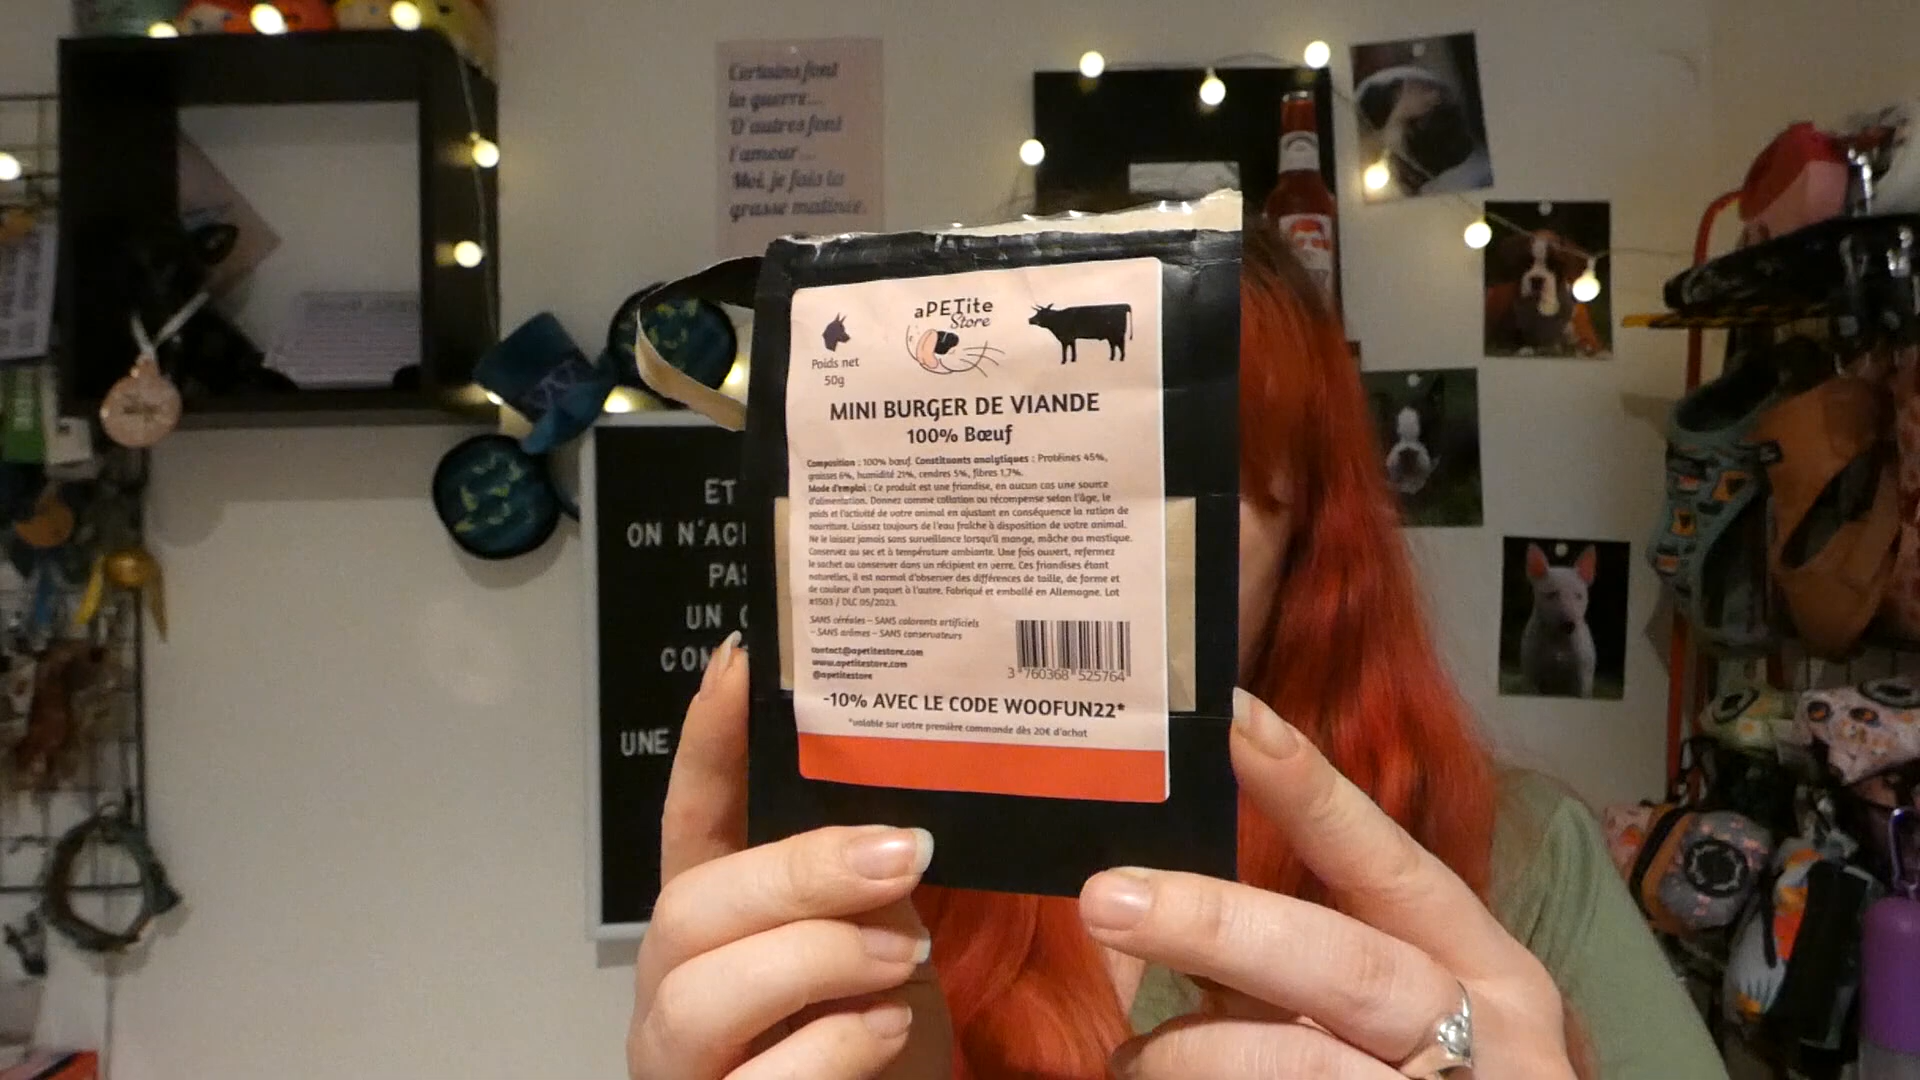 Certains font
la guerre...
D'autres font
l'amour...
Moi, je fais la
grasse matinée.
aPETite
Store
Poids net
50g
MINI BURGER DE VIANDE
100% Bœuf
Composition : 100% bœuf. Constituants analytiques : Protéines 45%,
graisses 6%, humidité 21%, cendres 5%, fibres 1,7%.
Mode d'emploi : Ce produit est une friandise, en aucun cas une source
d'alimentation. Donnez comme collation ou récompense selon l'âge, le
poids et l'activité de votre animal en ajustant en conséquence la ration de
nourriture. Laissez toujours de l'eau fraîche à disposition de votre animal.
Ne le laissez jamais sans surveillance lorsqu'il mange, mâche ou mastique.
Conservez au sec et à température ambiante. Une fois ouvert, refermez
le sachet ou conserver dans un récipient en verre. Ces friandises étant
naturelles, il est normal d'observer des différences de taille, de forme et
de couleur d'un paquet à l'autre. Fabriqué et emballé en Allemagne. Lot
#1503 / DLC 05/2023.
SANS céréales – SANS colorants artificiels
– SANS arômes – SANS conservateurs
contact@apetitestore.com
www.apetitestore.com
@apetitestore
3 760368 525764
-10% AVEC LE CODE WOOFUN22*
*valable sur votre première commande dès 20€ d'achat
ET
ON N'AC
PAS
UN
COM
UNE